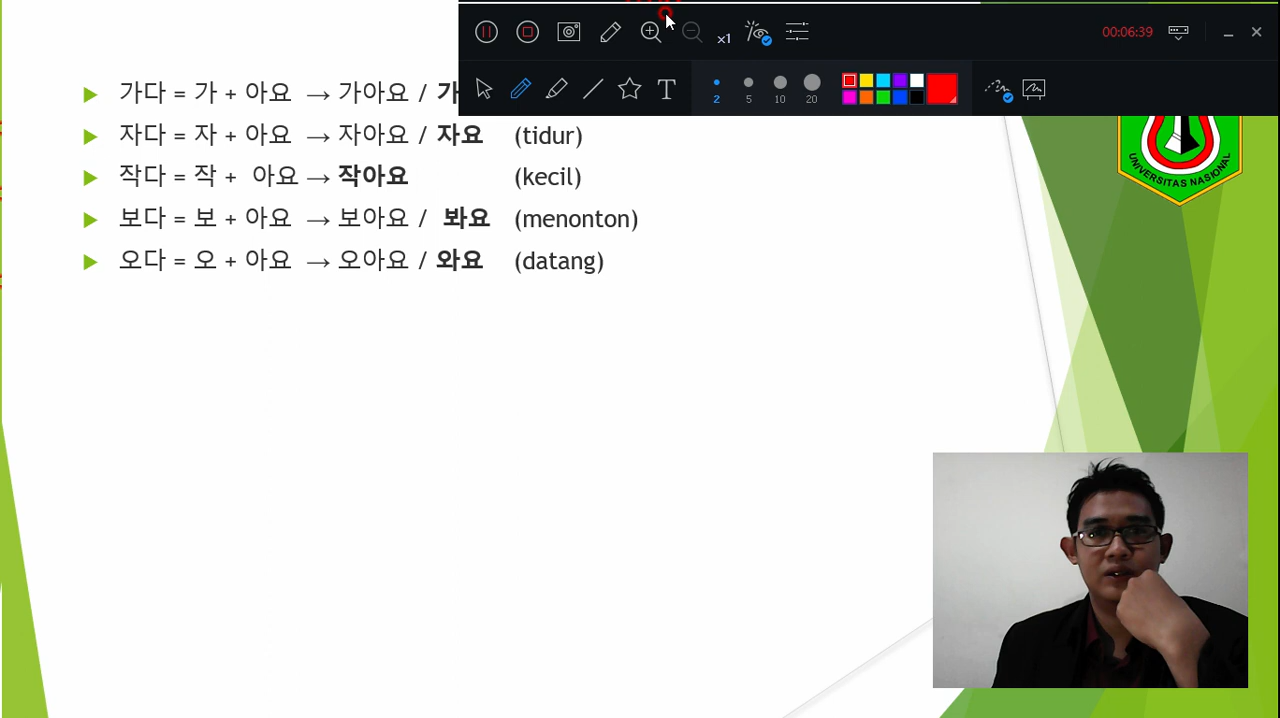 00:06:39
x1
2 5 10 20
가다 = 가 + 아요 → 가아요 /
자다 = 자 + 아요 → 자아요 / 자요 (tidur)
작다 = 작 + 아요 → 작아요 (kecil)
보다 = 보 + 아요 → 보아요 / 봐요 (menonton)
오다 = 오 + 아요 → 오아요 / 와요 (datang)
UNIVERSITAS NASIONAL